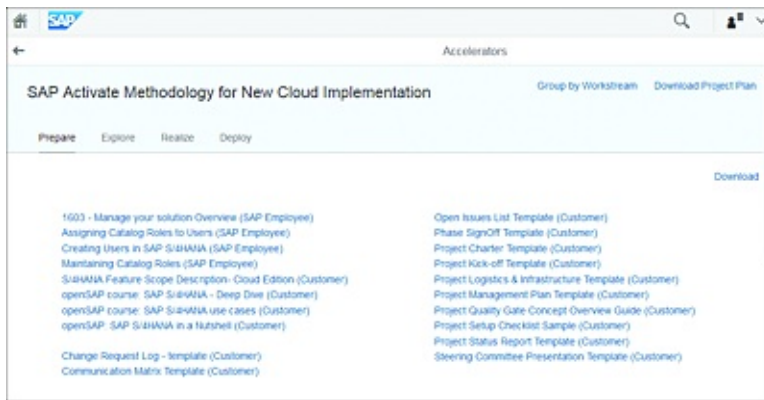 SAP
Accelerators
SAP Activate Methodology for New Cloud Implementation
Group by Workstream
Download Project Plan
Prepare
Explore
Realize
Deploy
Download
1603 - Manage your solution Overview (SAP Employee)
Assigning Catalog Roles to Users (SAP Employee)
Creating Users in SAP S/4HANA (SAP Employee)
Maintaining Catalog Roles (SAP Employee)
S/4HANA Feature Scope Description- Cloud Edition (Customer)
openSAP course: SAP S/4HANA - Deep Dive (Customer)
openSAP course: SAP S/4HANA use cases (Customer)
openSAP: SAP S/4HANA in a Nutshell (Customer)
Change Request Log - template (Customer)
Communication Matrix Template (Customer)
Open Issues List Template (Customer)
Phase SignOff Template (Customer)
Project Charter Template (Customer)
Project Kick-off Template (Customer)
Project Logistics & Infrastructure Template (Customer)
Project Management Plan Template (Customer)
Project Quality Gate Concept Overview Guide (Customer)
Project Setup Checklist Sample (Customer)
Project Status Report Template (Customer)
Steering Committee Presentation Template (Customer)